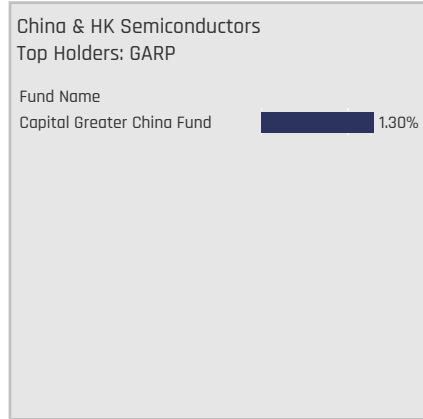 China & HK Semiconductors
Top Holders: GARP
Fund Name
Capital Greater China Fund 1.30%